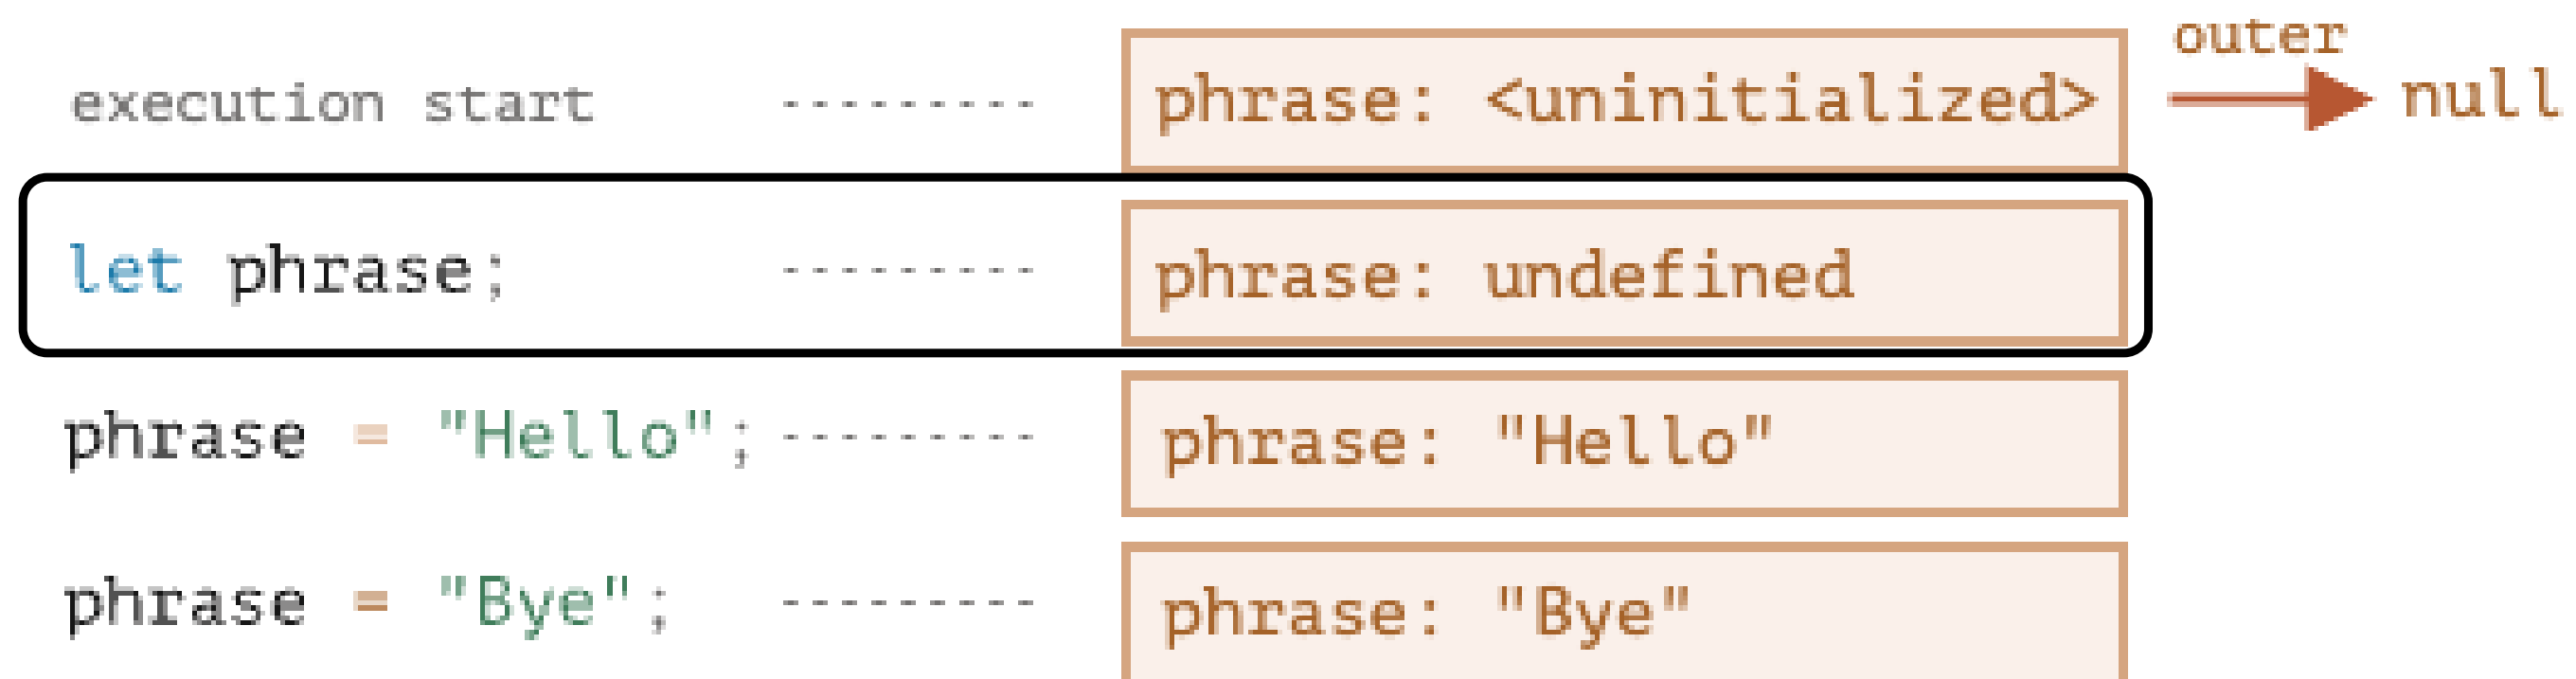 execution start --------- phrase: <uninitialized> outer null
let phrase; --------- phrase: undefined
phrase = "Hello"; --------- phrase: "Hello"
phrase = "Bye"; --------- phrase: "Bye"